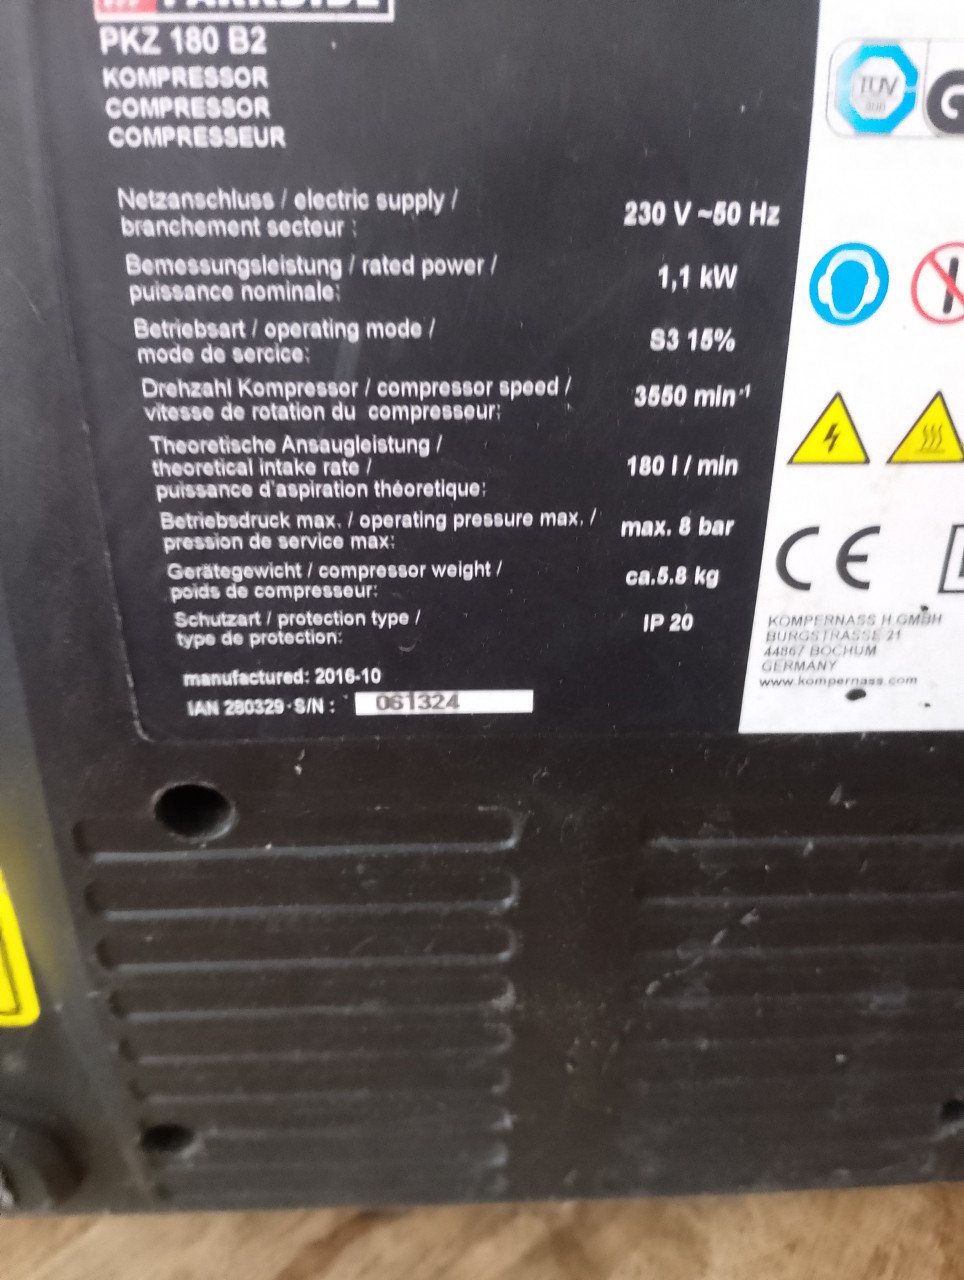 PARKSIDE
PKZ 180 B2
KOMPRESSOR
COMPRESSOR
COMPRESSEUR
Netzanschluss / electric supply /
branchement secteur : 230 V ~50 Hz
Bemessungsleistung / rated power /
puissance nominale: 1,1 kW
Betriebsart / operating mode /
mode de sercice: S3 15%
Drehzahl Kompressor / compressor speed /
vitesse de rotation du compresseur: 3550 min-1
Theoretische Ansaugleistung /
theoretical intake rate / 180 l / min
puissance d'aspiration théoretique:
Betriebsdruck max. / operating pressure max. /
pression de service max: max. 8 bar
Gerätegewicht / compressor weight /
poids de compresseur: ca.5.8 kg
Schutzart / protection type /
type de protection: IP 20
manufactured: 2016-10
IAN 280329·S/N : 061324
TÜV
SÜD
G
CE
KOMPERNASS H.GMBH
BURGSTRASSE 21
44867 BOCHUM
GERMANY
www.kompernass.com